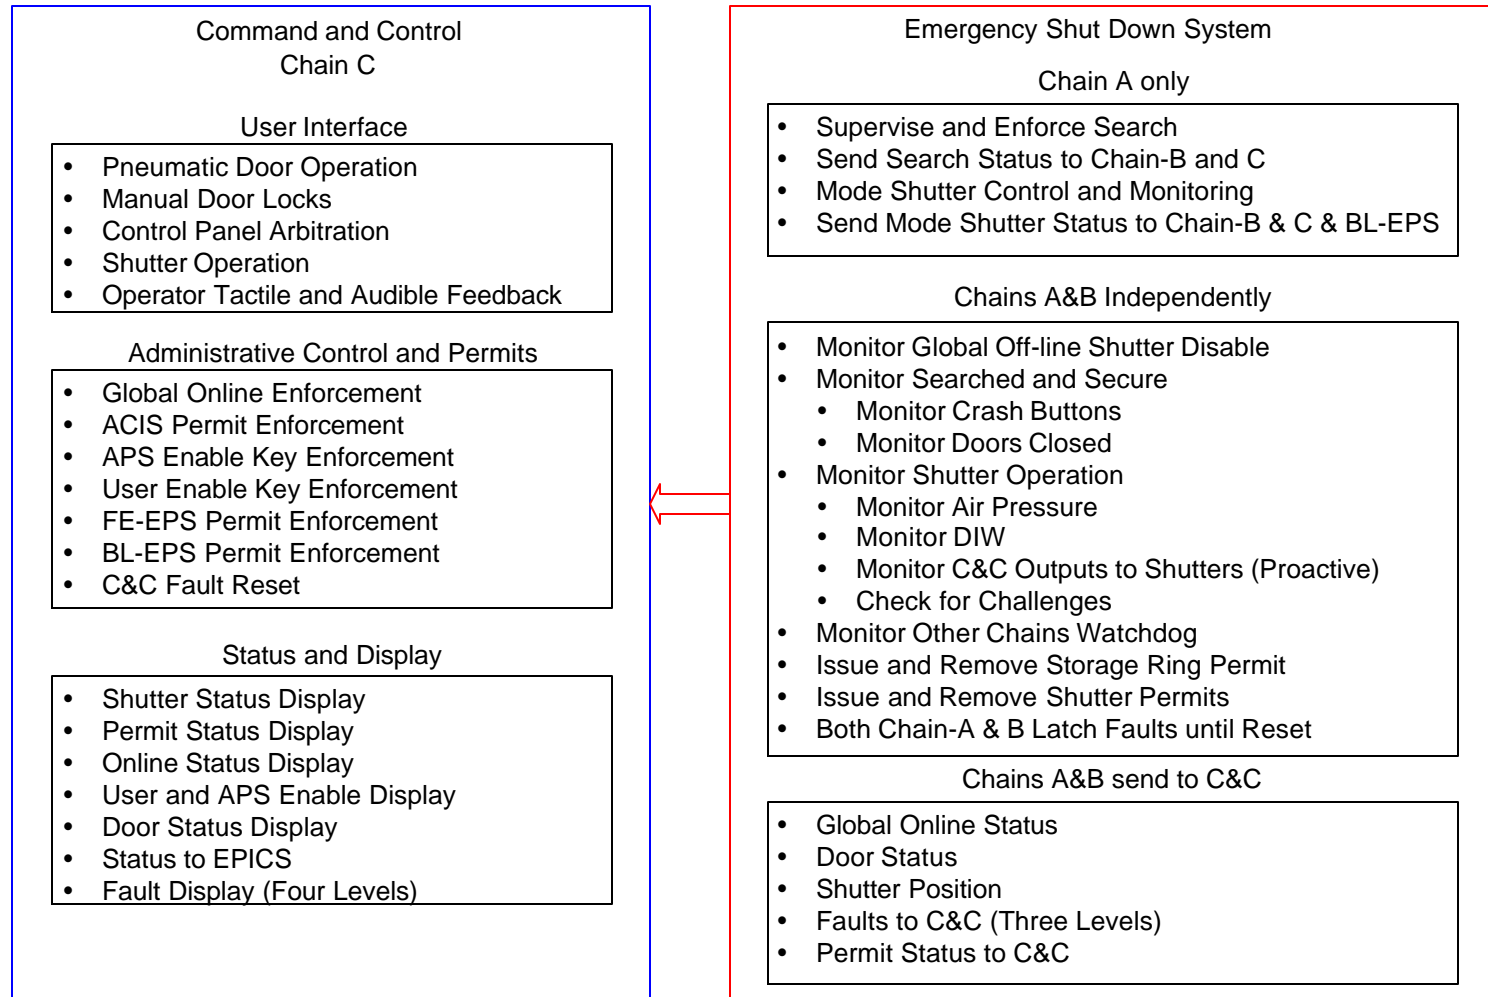 Command and Control
Chain C
User Interface
• Pneumatic Door Operation
• Manual Door Locks
• Control Panel Arbitration
• Shutter Operation
• Operator Tactile and Audible Feedback
Administrative Control and Permits
• Global Online Enforcement
• ACIS Permit Enforcement
• APS Enable Key Enforcement
• User Enable Key Enforcement
• FE-EPS Permit Enforcement
• BL-EPS Permit Enforcement
• C&C Fault Reset
Status and Display
• Shutter Status Display
• Permit Status Display
• Online Status Display
• User and APS Enable Display
• Door Status Display
• Status to EPICS
• Fault Display (Four Levels)
Emergency Shut Down System
Chain A only
• Supervise and Enforce Search
• Send Search Status to Chain-B and C
• Mode Shutter Control and Monitoring
• Send Mode Shutter Status to Chain-B & C & BL-EPS
Chains A&B Independently
• Monitor Global Off-line Shutter Disable
• Monitor Searched and Secure
• Monitor Crash Buttons
• Monitor Doors Closed
• Monitor Shutter Operation
• Monitor Air Pressure
• Monitor DIW
• Monitor C&C Outputs to Shutters (Proactive)
• Check for Challenges
• Monitor Other Chains Watchdog
• Issue and Remove Storage Ring Permit
• Issue and Remove Shutter Permits
• Both Chain-A & B Latch Faults until Reset
Chains A&B send to C&C
• Global Online Status
• Door Status
• Shutter Position
• Faults to C&C (Three Levels)
• Permit Status to C&C